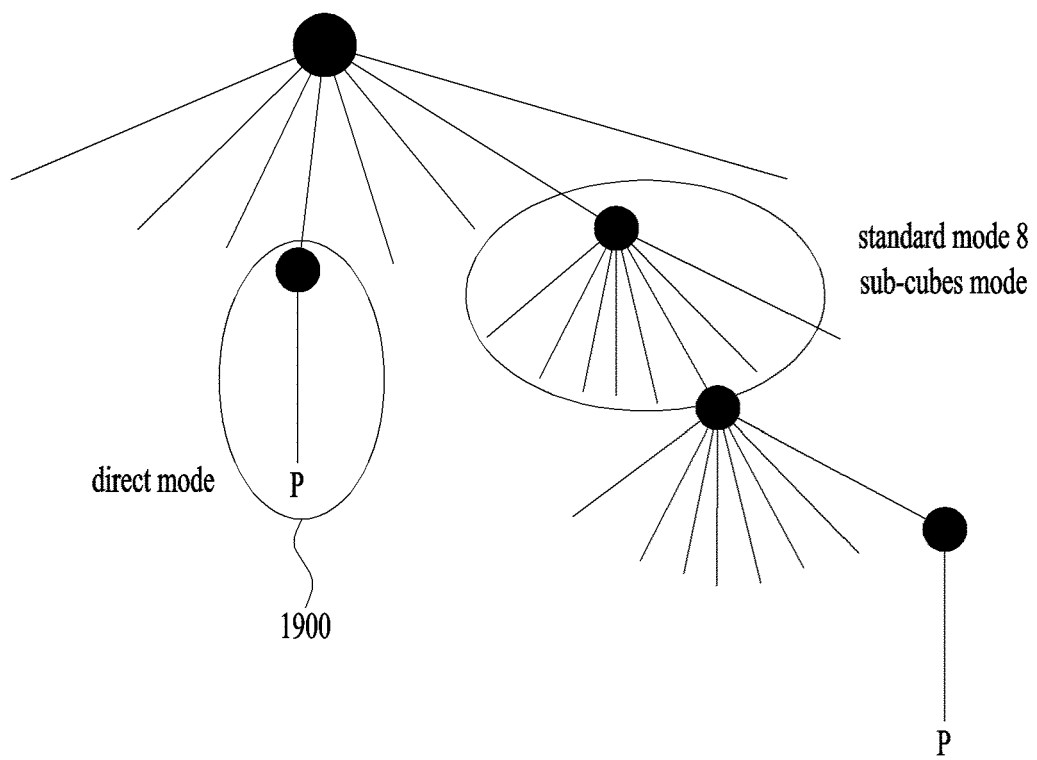 standard mode 8
sub-cubes mode
direct mode
P
1900
P